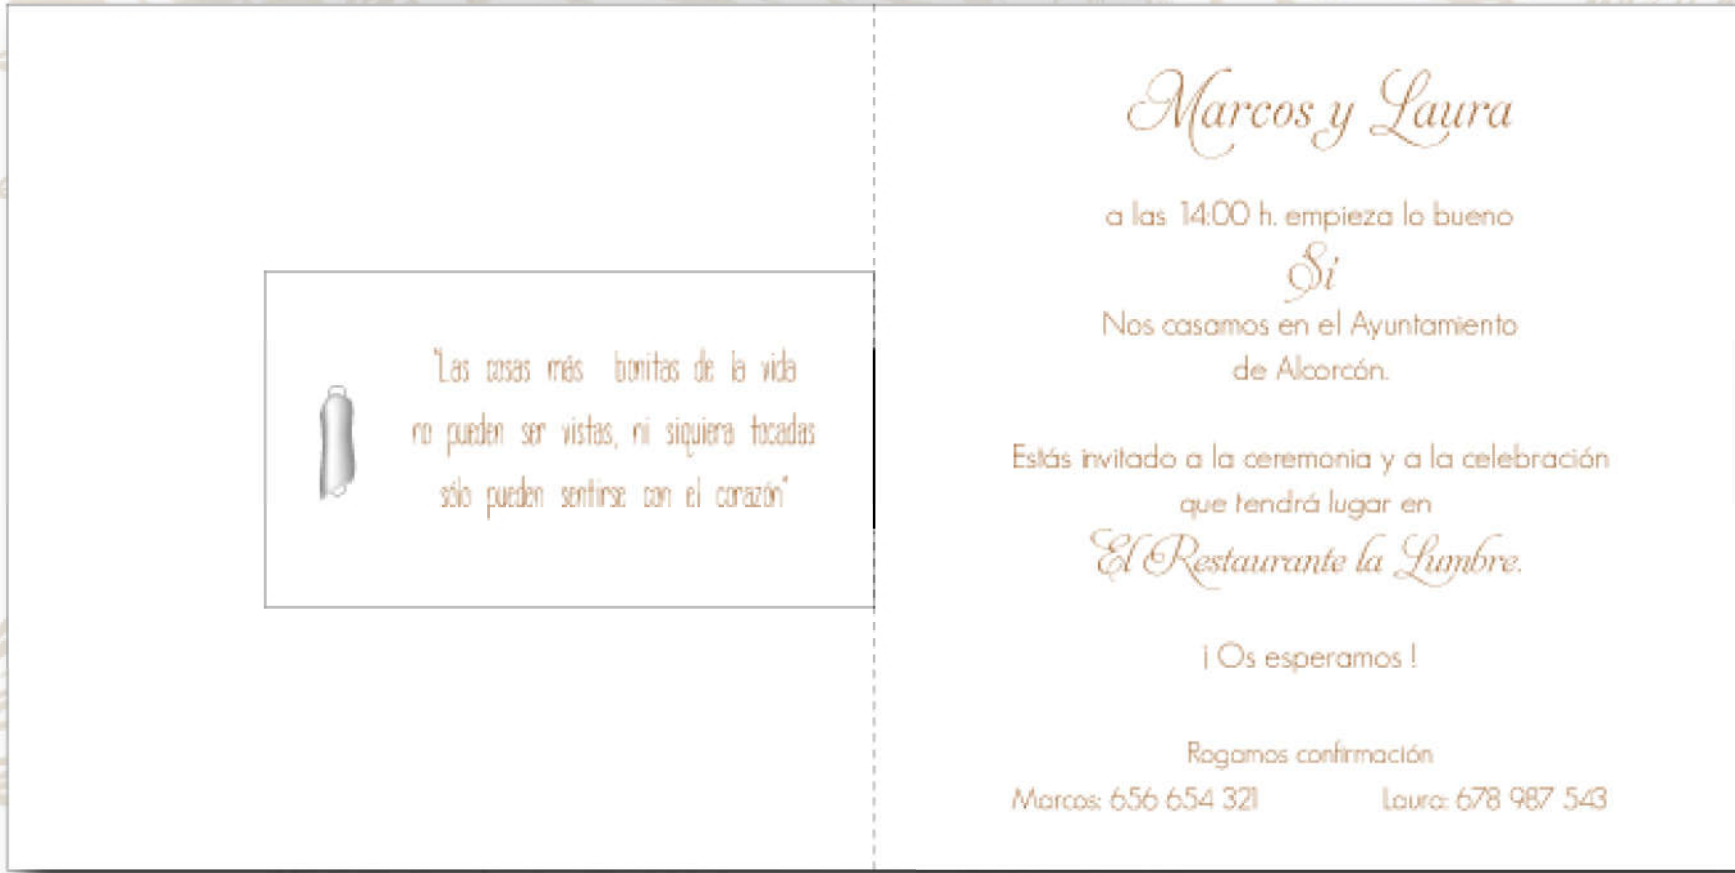 "Las cosas más bonitas de la vida
no pueden ser vistas, ni siquiera tocadas
sólo pueden sentirse con el corazón"
Marcos y Laura
a las 14:00 h. empieza lo bueno
Si
Nos casamos en el Ayuntamiento
de Alcorcón.
Estás invitado a la ceremonia y a la celebración
que tendrá lugar en
El Restaurante la Lumbre.
¡ Os esperamos !
Rogamos confirmación
Marcos: 656 654 321 Laura: 678 987 543